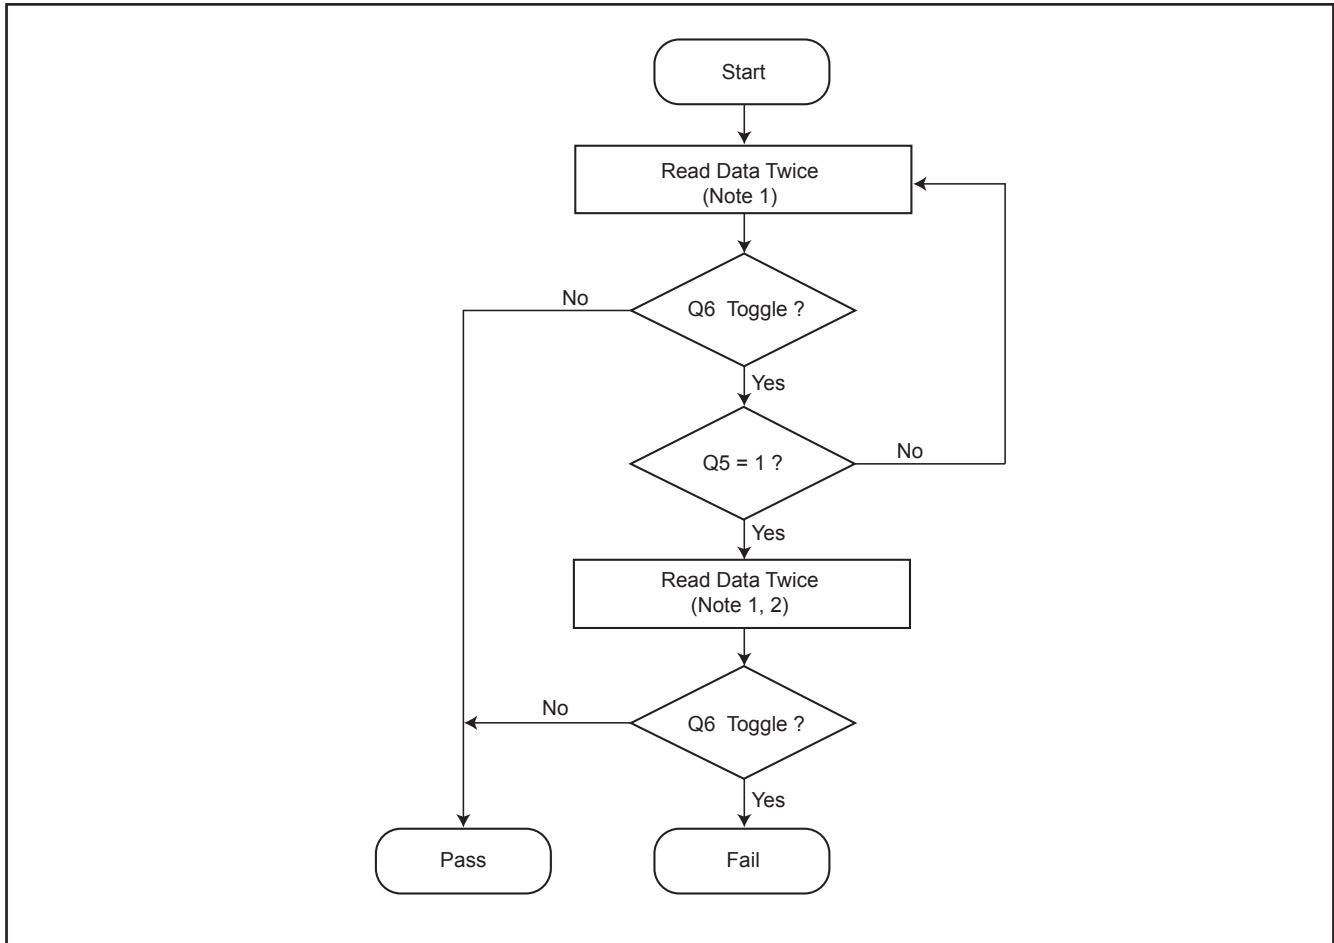 Start
Read Data Twice
(Note 1)
No
Q6 Toggle ?
Yes
Q5 = 1 ?
No
Yes
Read Data Twice
(Note 1, 2)
No
Q6 Toggle ?
Yes
Pass
Fail